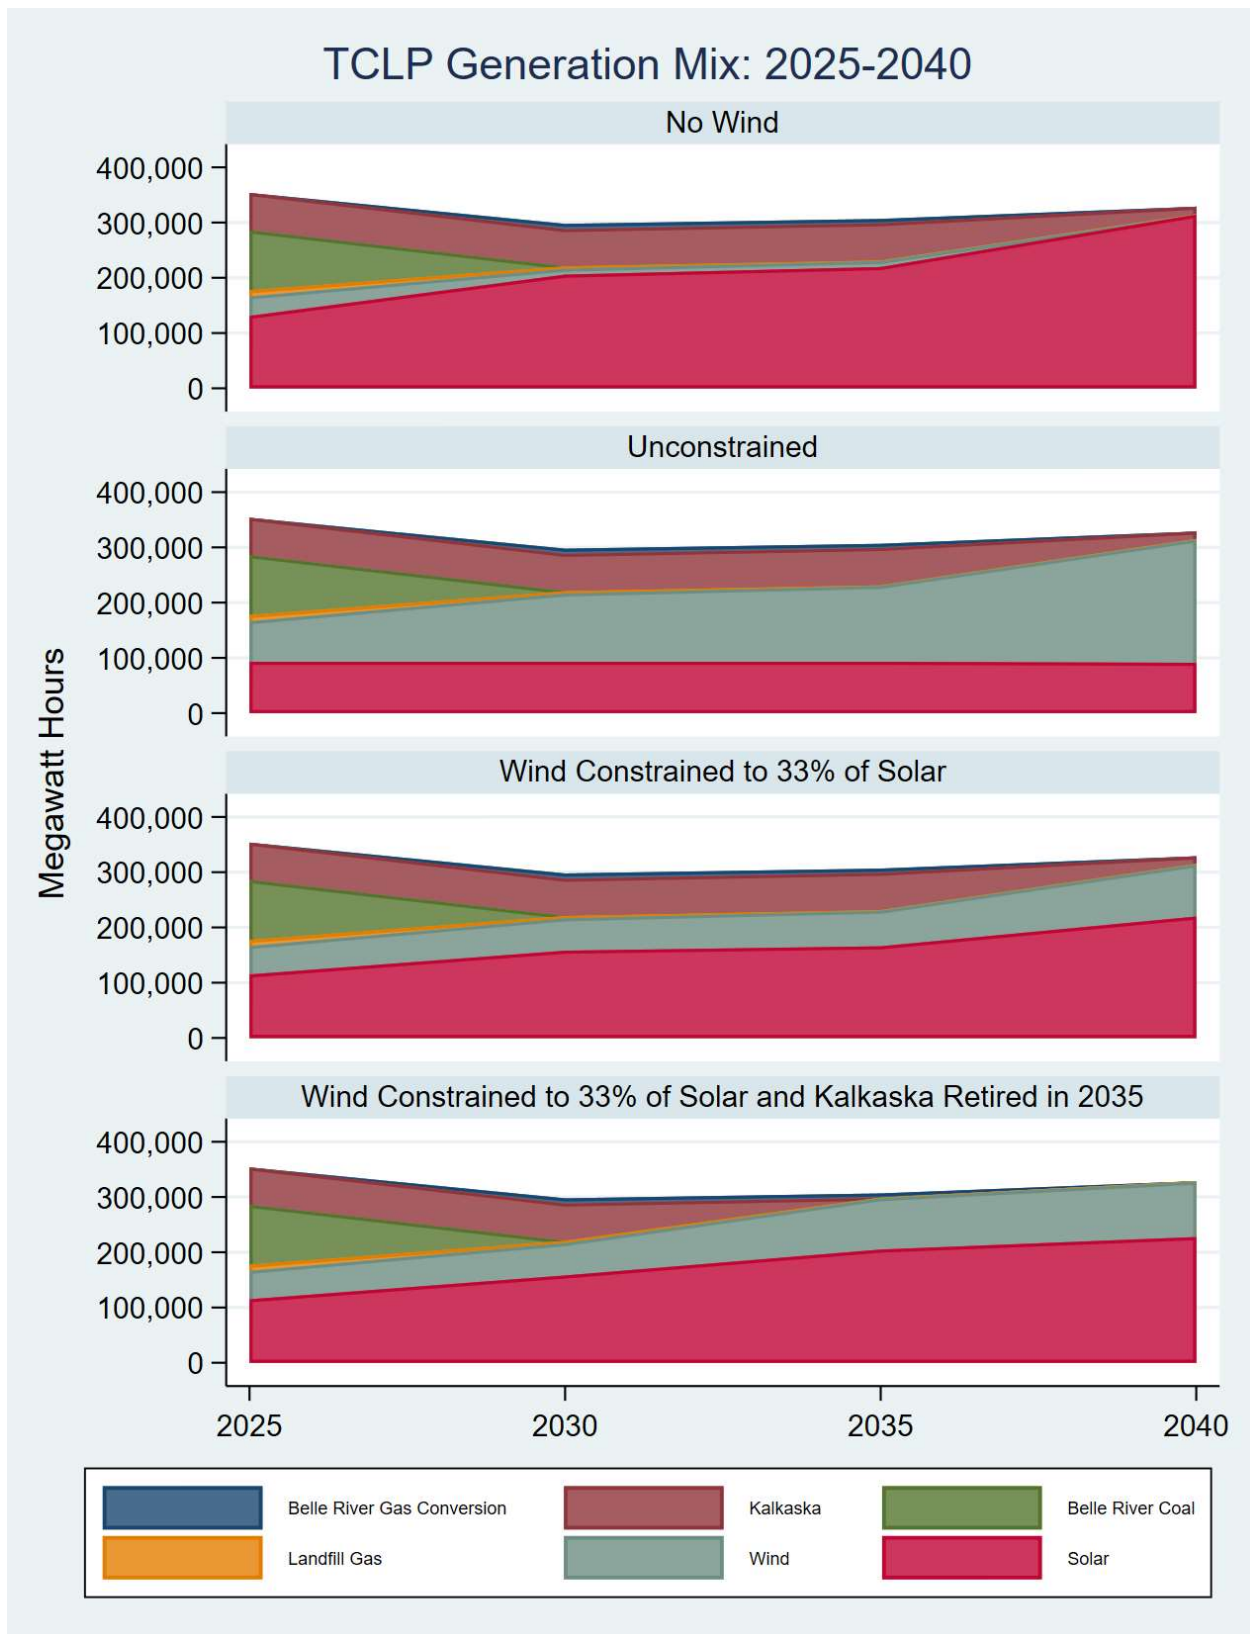 TCLP Generation Mix: 2025-2040
No Wind
400,000
300,000
200,000
100,000
0
Unconstrained
400,000
300,000
200,000
100,000
0
Wind Constrained to 33% of Solar
400,000
300,000
200,000
100,000
0
Wind Constrained to 33% of Solar and Kalkaska Retired in 2035
400,000
300,000
200,000
100,000
0
Megawatt Hours
2025 2030 2035 2040
Belle River Gas Conversion Kalkaska Belle River Coal
Landfill Gas Wind Solar